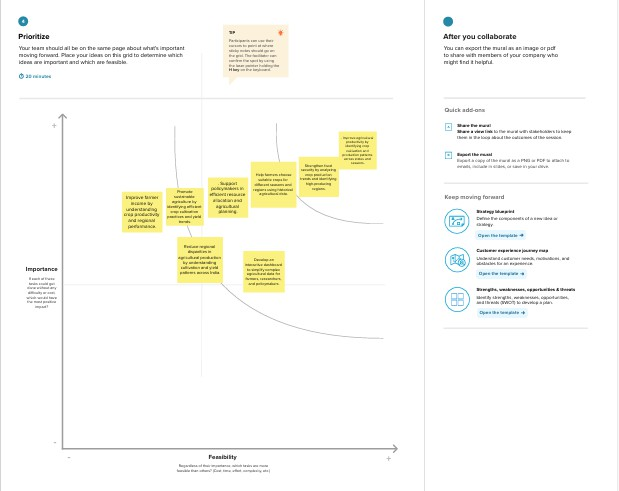 4
Prioritize
Your team should all be on the same page about what's important
moving forward. Place your ideas on this grid to determine which
ideas are important and which are feasible.
20 minutes
TIP
Participants can use their
cursors to point at where
sticky notes should go on
the grid. The facilitator can
confirm the spot by using
the laser pointer holding the
H key on the keyboard.
+
Improve farmer
income by
understanding
crop productivity
and regional
performance
Promote
sustainable
agriculture by
identifying efficient
crop cultivation
practices and yield
trends.
Support
policymakers in
efficient resource
allocation and
agricultural
planning.
Help farmers choose
suitable crops for
different seasons and
regions using historical
agricultural data.
Strengthen food
security by analyzing
crop production
trends and identifying
high-producing
regions.
Improve agricultural
productivity by
identifying crop
cultivation and
production patterns
across states and
seasons.
Reduce regional
disparities in
agricultural production
by understanding
cultivation and yield
patterns across India.
Develop an
interactive dashboard
to simplify complex
agricultural data for
farmers, researchers,
and policymakers.
Importance
If each of these
tasks could get
done without any
difficulty or cost,
which would have
the most positive
impact?
-
-
Feasibility
+
Regardless of their importance, which tasks are more
feasible than others? (Cost, time, effort, complexity, etc.)
After you collaborate
You can export the mural as an image or pdf
to share with members of your company who
might find it helpful.
Quick add-ons
Share the mural
Share a view link to the mural with stakeholders to keep
them in the loop about the outcomes of the session.
Export the mural
Export a copy of the mural as a PNG or PDF to attach to
emails, include in slides, or save in your drive.
Keep moving forward
Strategy blueprint
Define the components of a new idea or
strategy.
Open the template →
Customer experience journey map
Understand customer needs, motivations, and
obstacles for an experience.
Open the template →
Strengths, weaknesses, opportunities & threats
Identify strengths, weaknesses, opportunities,
and threats (SWOT) to develop a plan.
Open the template →